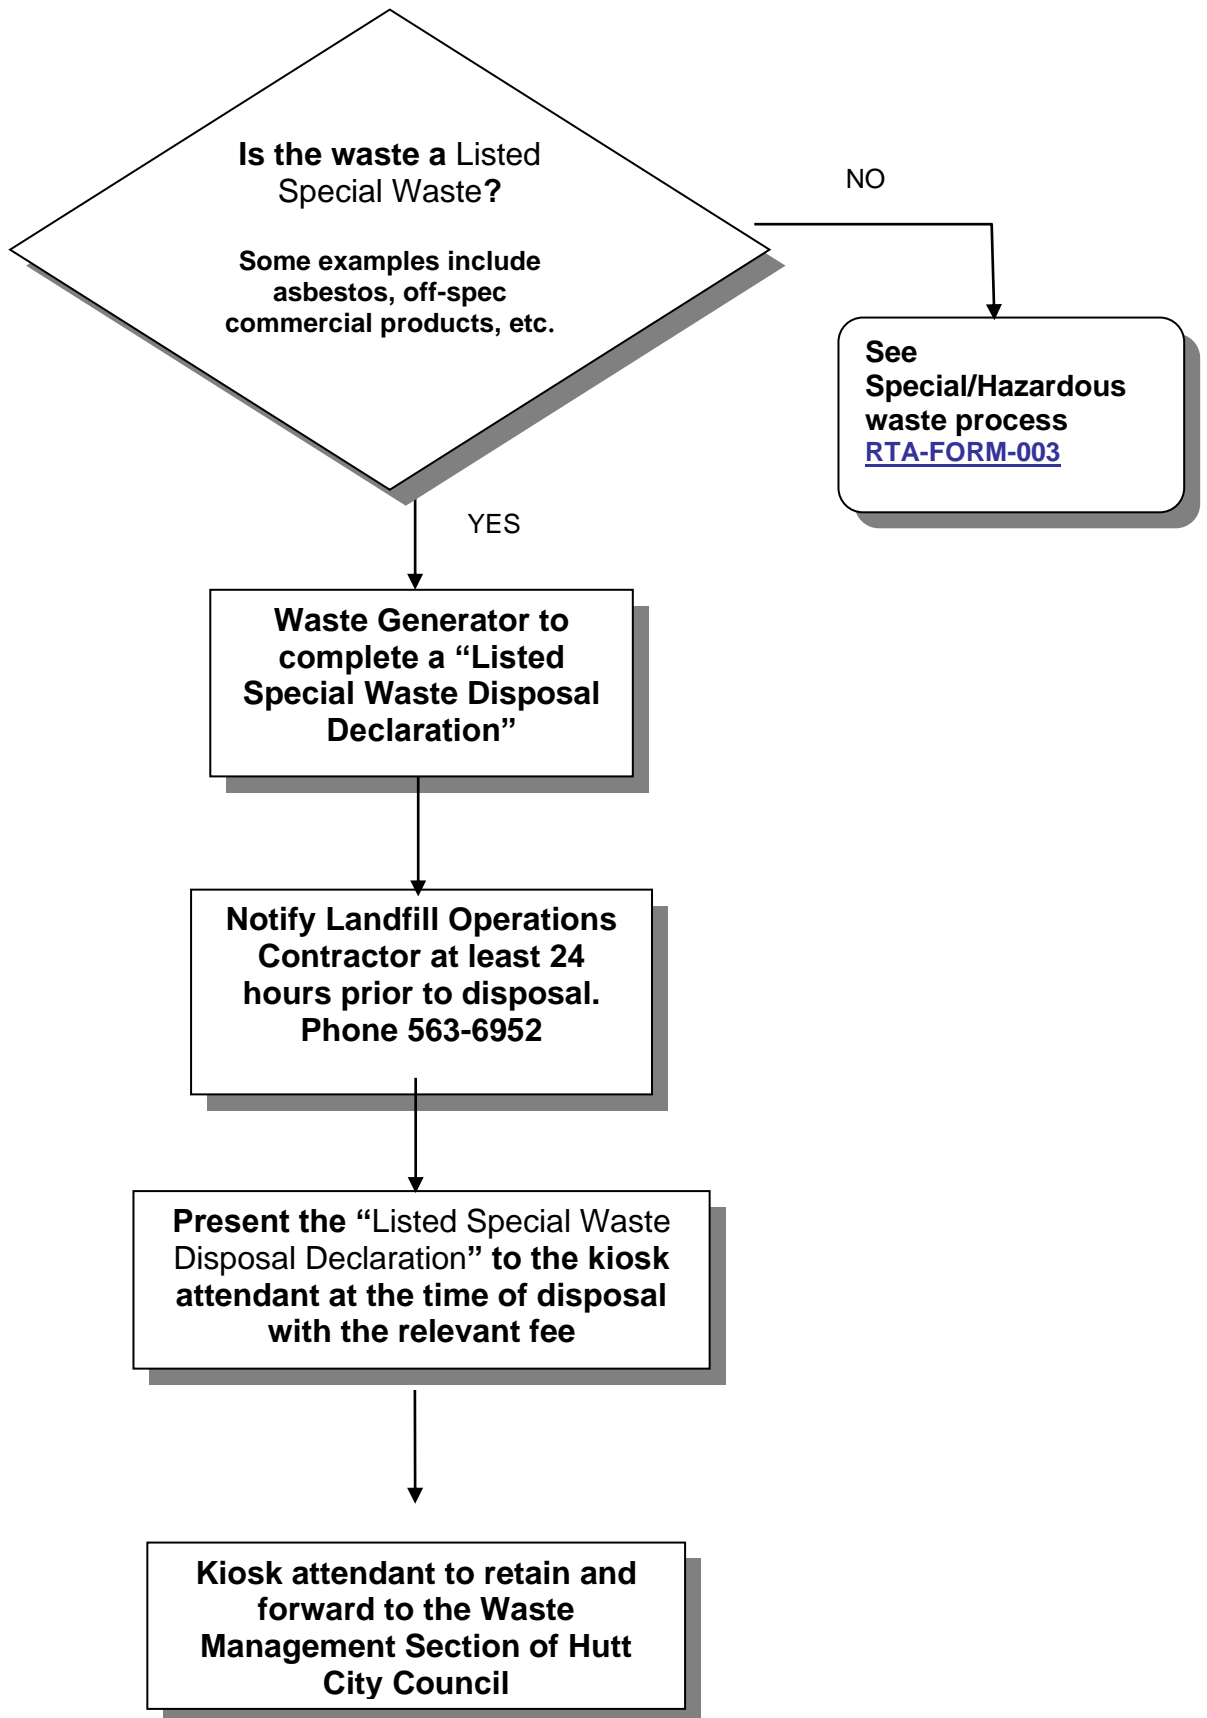 Is the waste a Listed
Special Waste?
Some examples include
asbestos, off-spec
commercial products, etc.
NO
See
Special/Hazardous
waste process
RTA-FORM-003
YES
Waste Generator to
complete a “Listed
Special Waste Disposal
Declaration”
Notify Landfill Operations
Contractor at least 24
hours prior to disposal.
Phone 563-6952
Present the “Listed Special Waste
Disposal Declaration” to the kiosk
attendant at the time of disposal
with the relevant fee
Kiosk attendant to retain and
forward to the Waste
Management Section of Hutt
City Council